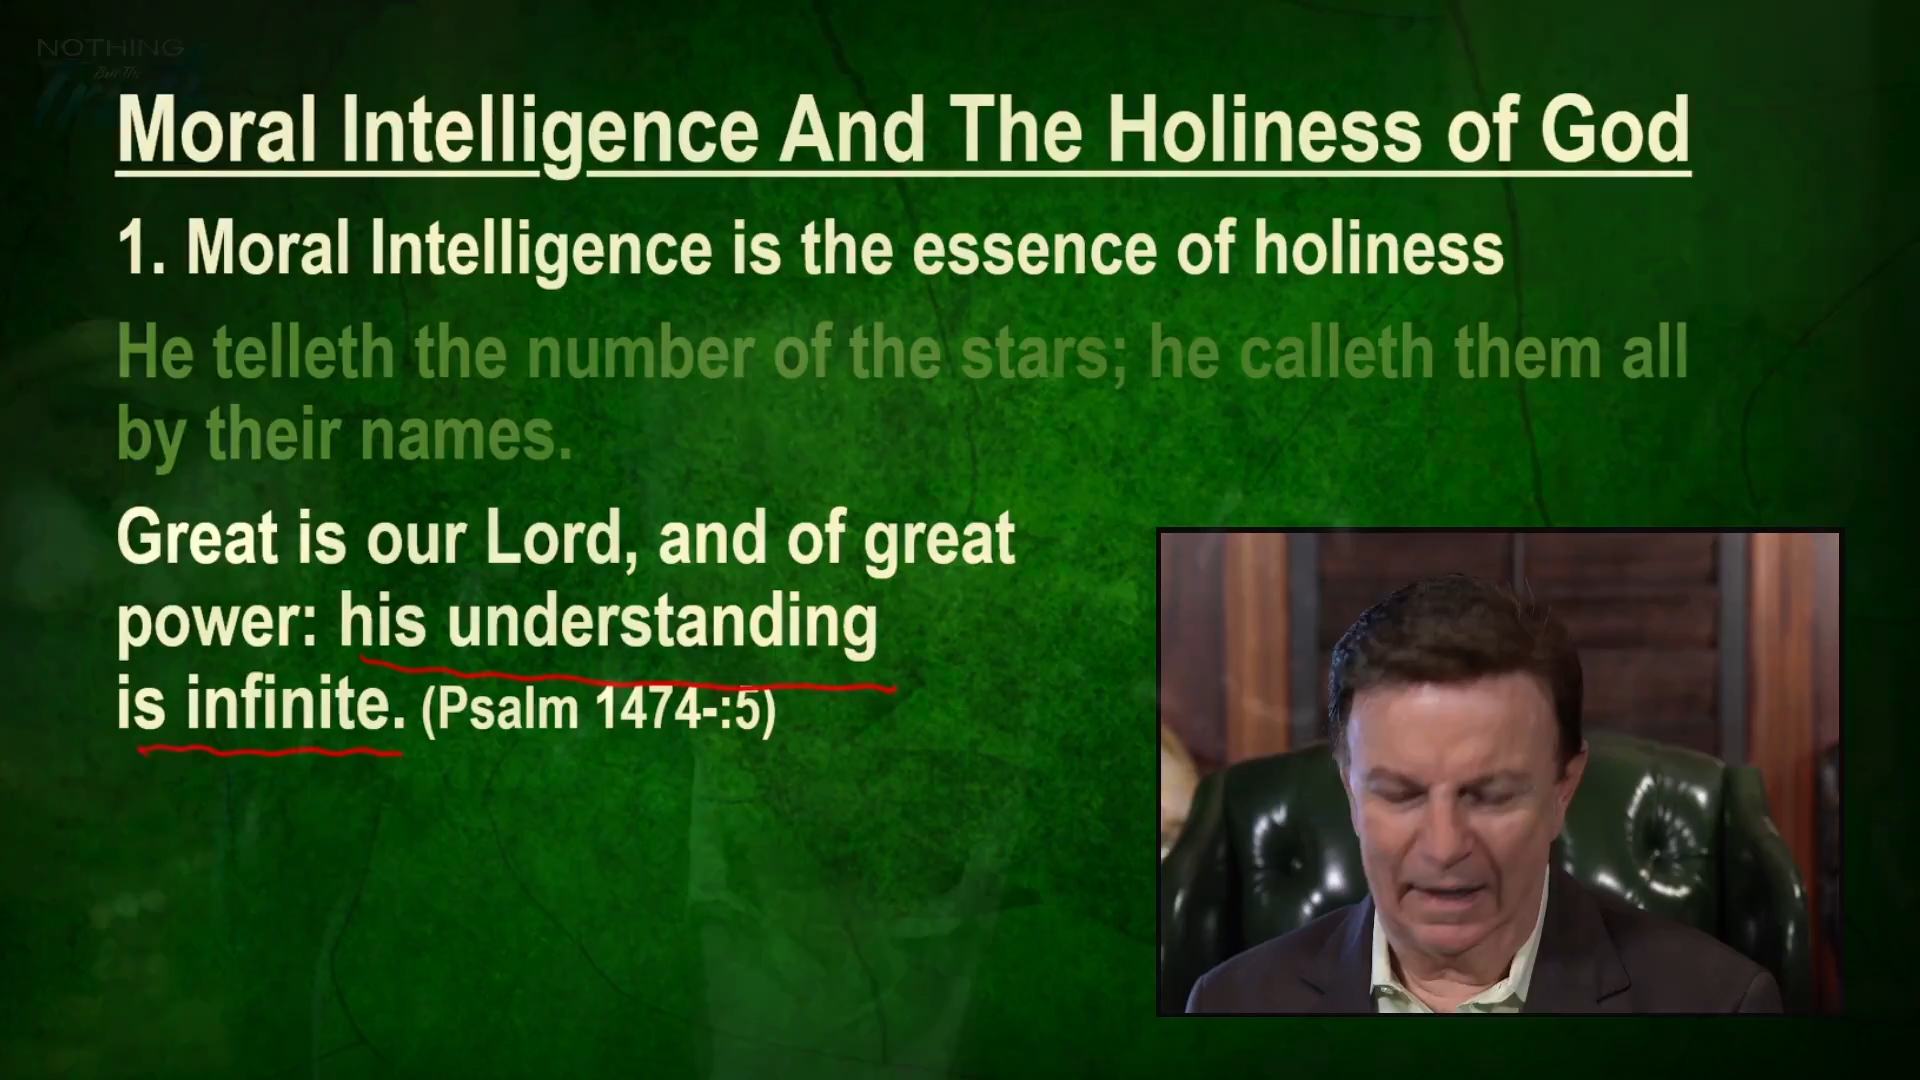 NOTHING
But The
Moral Intelligence And The Holiness of God
1. Moral Intelligence is the essence of holiness
He telleth the number of the stars; he calleth them all
by their names.
Great is our Lord, and of great
power: his understanding
is infinite. (Psalm 1474-:5)